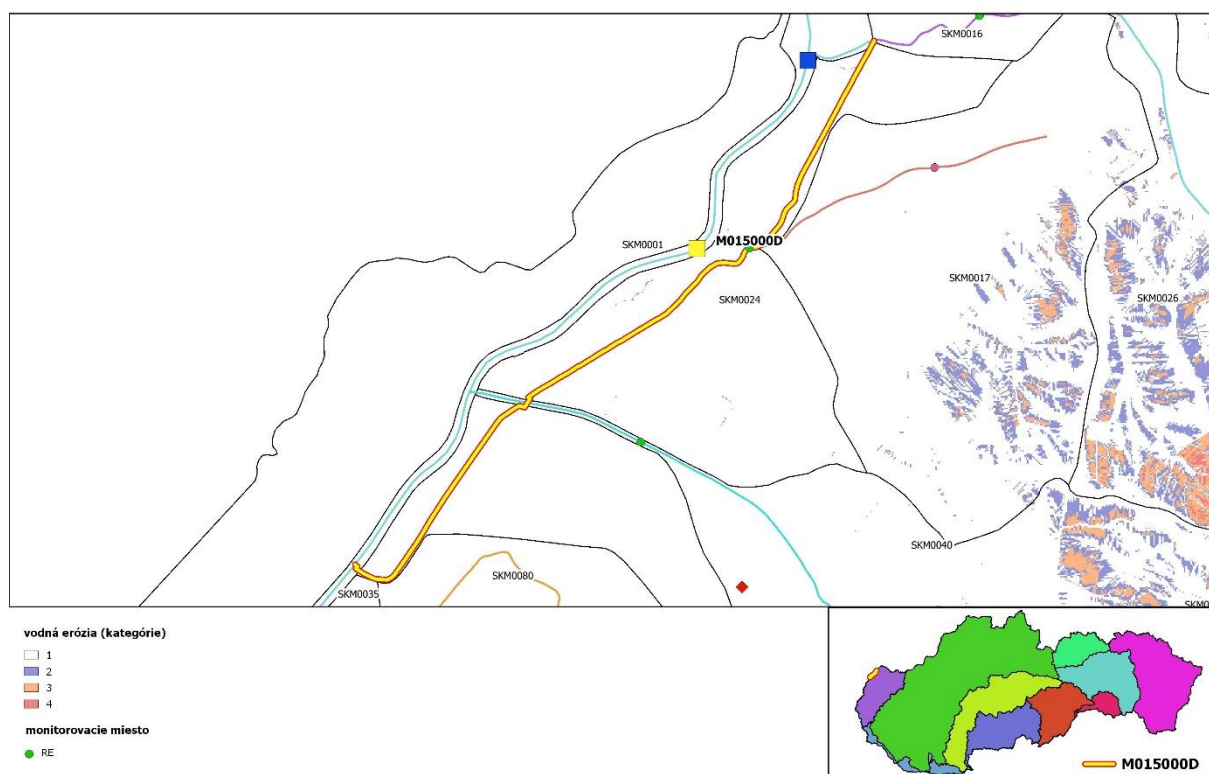 SKM0016
SKM0001
M015000D
SKM0024
SKM0017
SKM0026
SKM0040
SKM0080
SKM0035
vodná erózia (kategórie)
1
2
3
4
monitorovacie miesto
RE
M015000D